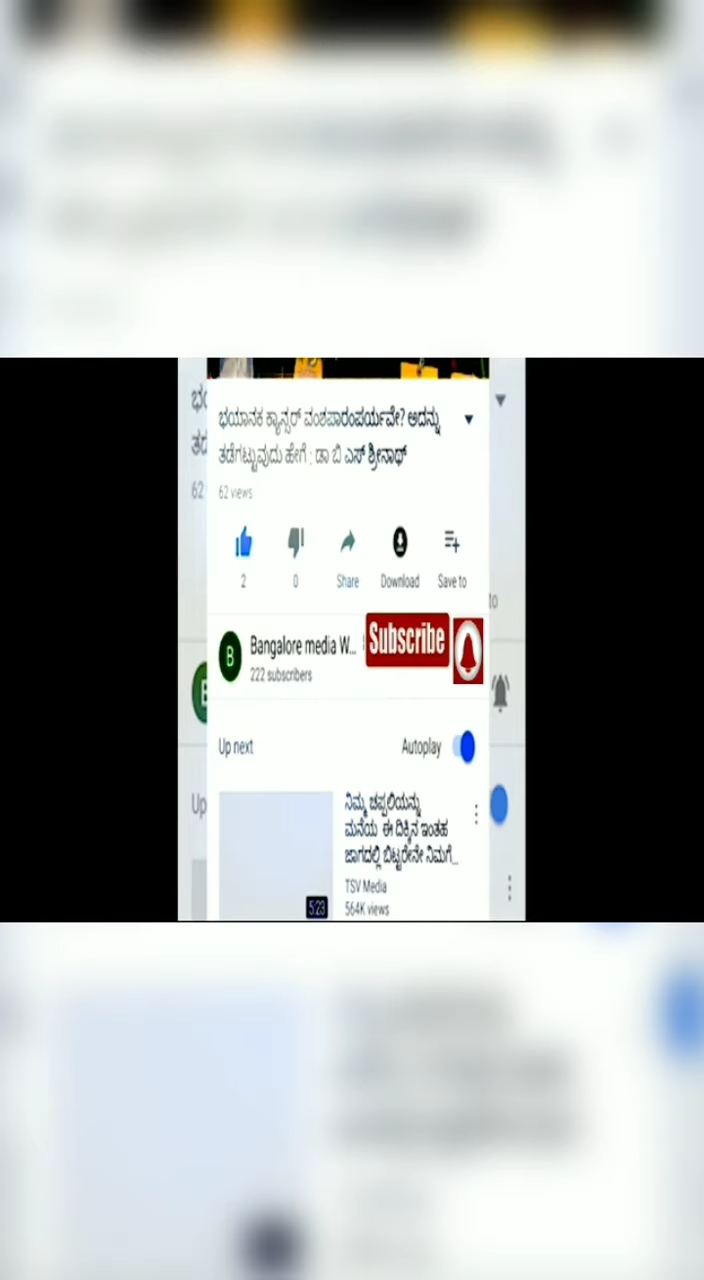 ಭಯಾನಕ ಕ್ಯಾನ್ಸರ್ ವಂಶಪಾರಂಪರ್ಯವೇ? ಅದನ್ನು
ತಡೆಗಟ್ಟುವುದು ಹೇಗೆ : ಡಾ ಬಿ ಎಸ್ ಶ್ರೀನಾಥ್
62 views
2
0
Share
Download
Save to
Subscribe
B
Bangalore media W...
222 subscribers
Up next
Autoplay
ನಿಮ್ಮ ಚಪ್ಪಲಿಯನ್ನು
ಮನೆಯ ಈ ದಿಕ್ಕಿನ ಇಂತಹ
ಜಾಗದಲ್ಲಿ ಬಿಟ್ಟರೇನೇ ನಿಮಗೆ...
TSV Media
564K views
5:23